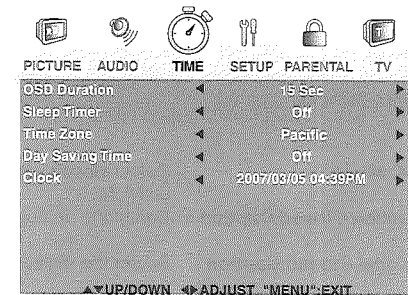 PICTURE AUDIO TIME SETUP PARENTAL TV
OSD Duration ◀ 15 Sec ▶
Sleep Timer ◀ Off ▶
Time Zone ◀ Pacific ▶
Day Saving Time ◀ Off ▶
Clock ◀ 2007/03/05 04:39PM ▶
▲▼UP/DOWN ◀▶ADJUST "MENU":EXIT